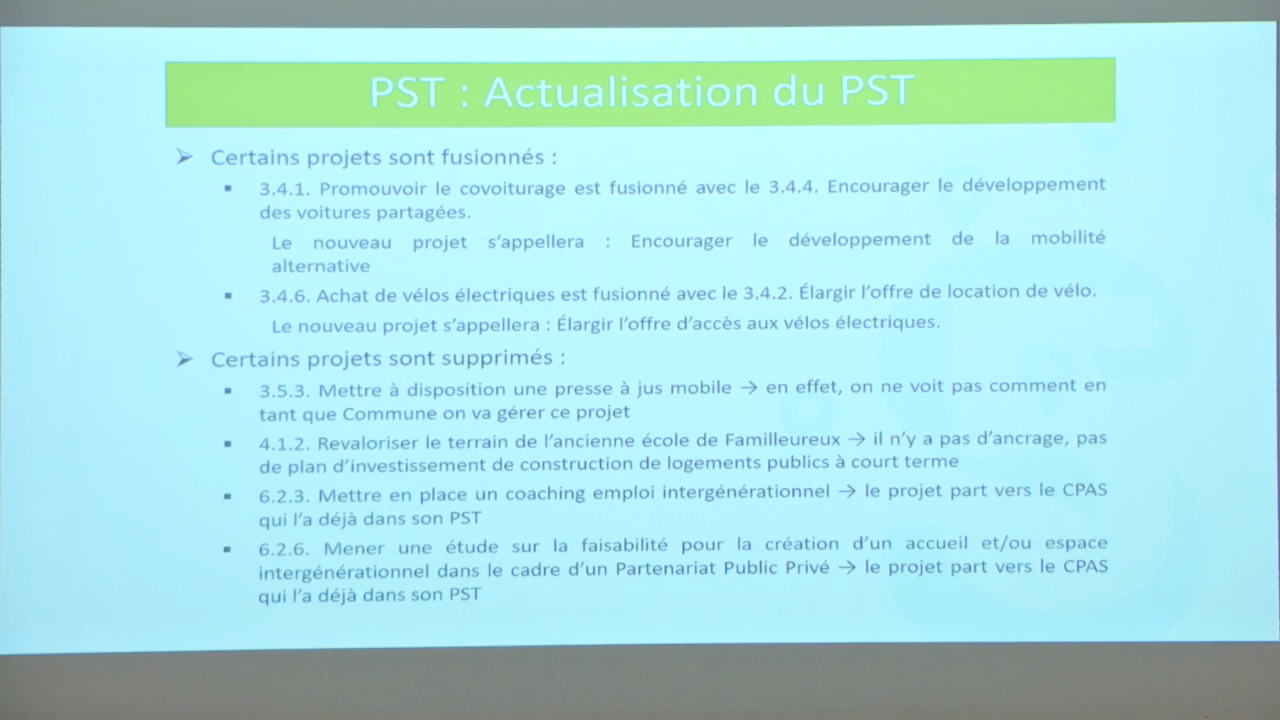 PST : Actualisation du PST
➢ Certains projets sont fusionnés :
▪ 3.4.1. Promouvoir le covoiturage est fusionné avec le 3.4.4. Encourager le développement
des voitures partagées.
Le nouveau projet s’appellera : Encourager le développement de la mobilité
alternative
▪ 3.4.6. Achat de vélos électriques est fusionné avec le 3.4.2. Élargir l’offre de location de vélo.
Le nouveau projet s’appellera : Élargir l’offre d’accès aux vélos électriques.
➢ Certains projets sont supprimés :
▪ 3.5.3. Mettre à disposition une presse à jus mobile → en effet, on ne voit pas comment en
tant que Commune on va gérer ce projet
▪ 4.1.2. Revaloriser le terrain de l’ancienne école de Familleureux → il n’y a pas d’ancrage, pas
de plan d’investissement de construction de logements publics à court terme
▪ 6.2.3. Mettre en place un coaching emploi intergénérationnel → le projet part vers le CPAS
qui l’a déjà dans son PST
▪ 6.2.6. Mener une étude sur la faisabilité pour la création d’un accueil et/ou espace
intergénérationnel dans le cadre d’un Partenariat Public Privé → le projet part vers le CPAS
qui l’a déjà dans son PST